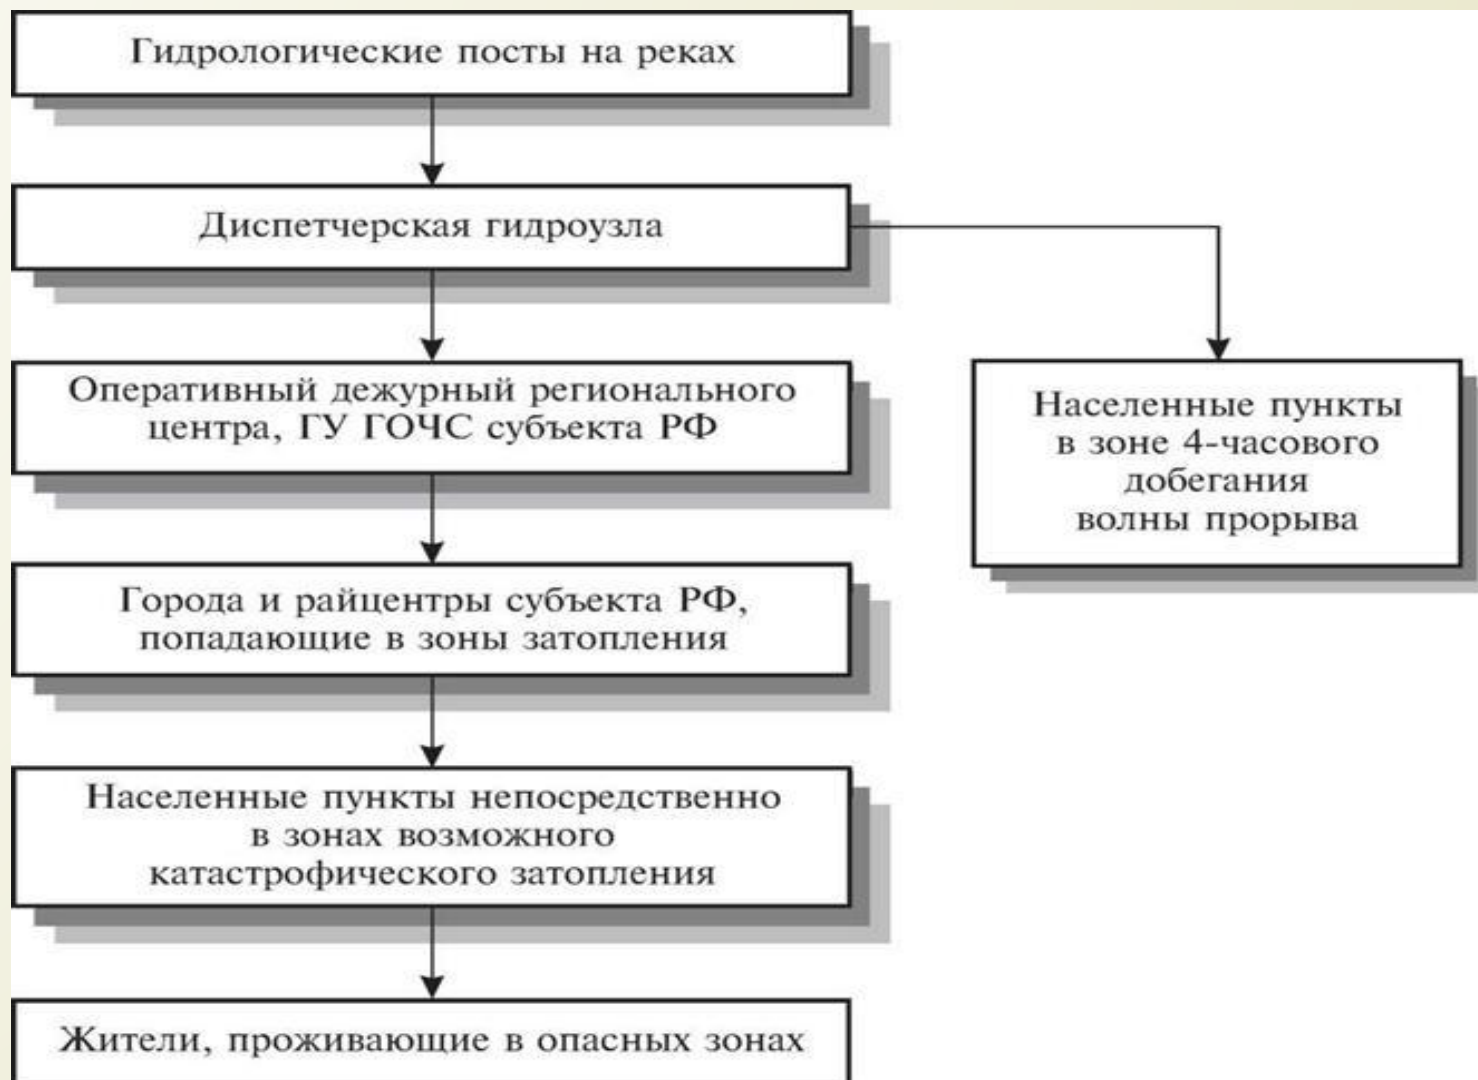 Гидрологические посты на реках
Диспетчерская гидроузла
Оперативный дежурный регионального
центра, ГУ ГОЧС субъекта РФ
Населенные пункты
в зоне 4-часового
добегания
волны прорыва
Города и райцентры субъекта РФ,
попадающие в зоны затопления
Населенные пункты непосредственно
в зонах возможного
катастрофического затопления
Жители, проживающие в опасных зонах